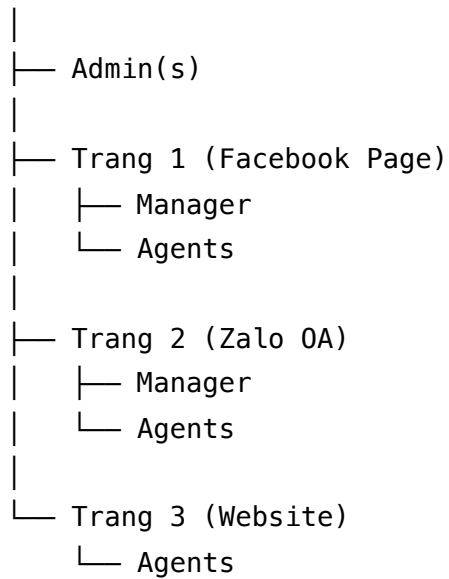 │
├── Admin(s)
│
├── Trang 1 (Facebook Page)
│   ├── Manager
│   └── Agents
│
├── Trang 2 (Zalo OA)
│   ├── Manager
│   └── Agents
│
└── Trang 3 (Website)
    └── Agents